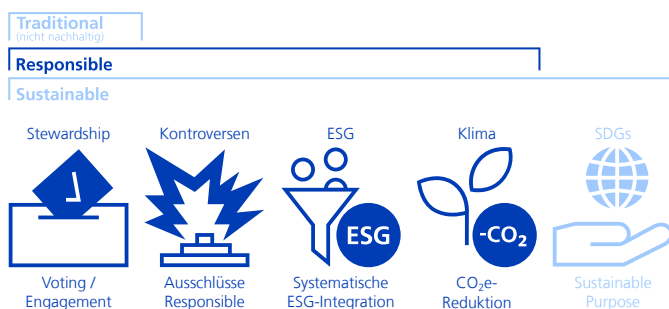 Traditional
(nicht nachhaltig)
Responsible
Sustainable
Stewardship
Kontroversen
ESG
Klima
SDGs
ESG
-CO₂
Voting /
Engagement
Ausschlüsse
Responsible
Systematische
ESG-Integration
CO₂e-
Reduktion
Sustainable
Purpose